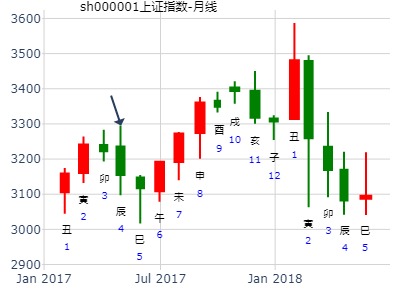 sh000001上证指数-月线
3600
3500
3400
3300
3200
3100
3000
2900
丑
1
寅
2
卯
3
辰
4
巳
5
午
6
未
7
申
8
酉
9
戌
10
亥
11
子
12
丑
1
寅
2
卯
3
辰
4
巳
5
Jan 2017
Jul 2017
Jan 2018